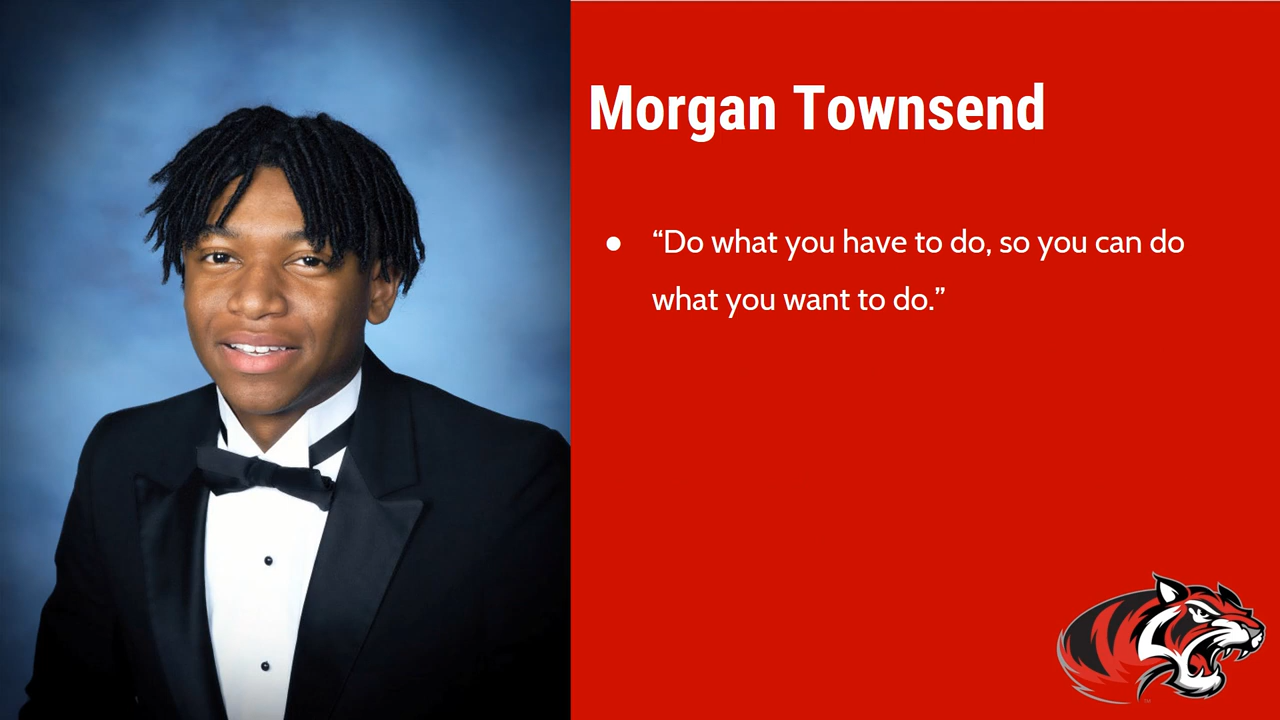 Morgan Townsend
● “Do what you have to do, so you can do
what you want to do.”